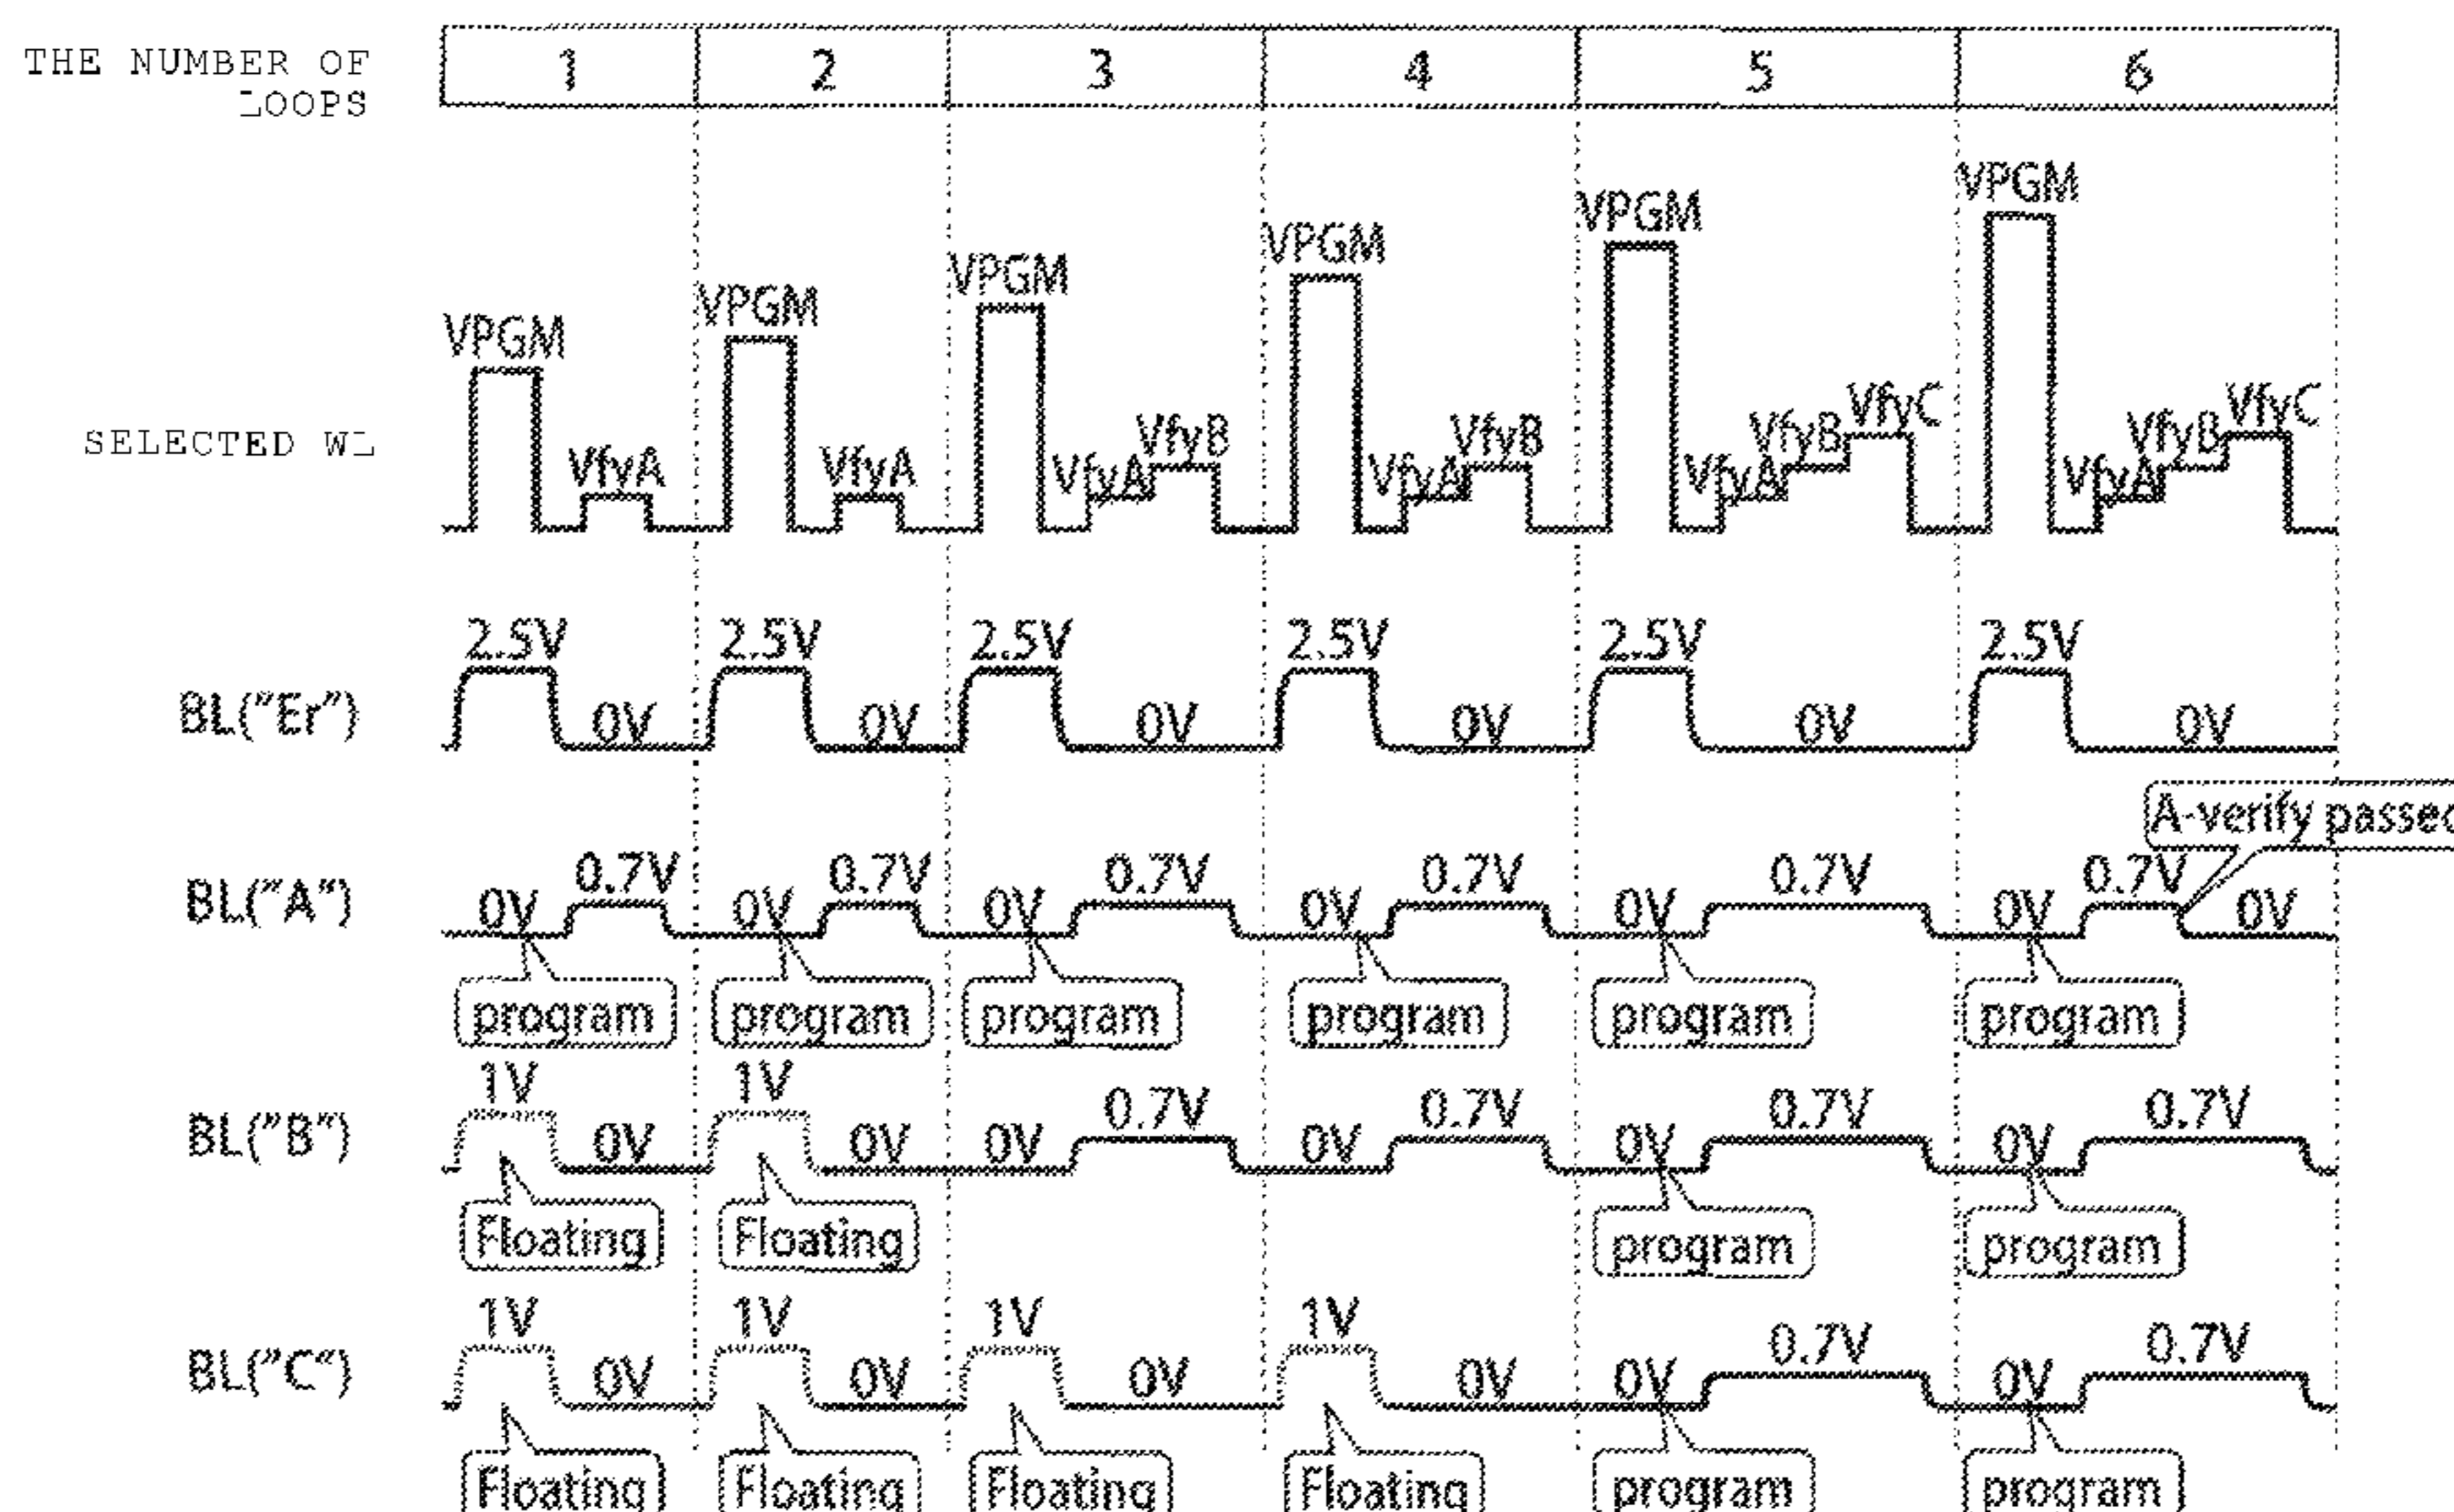 THE NUMBER OF
LOOPS
1 2 3 4 5 6
VPGM VPGM VPGM VPGM VPGM VPGM
SELECTED WL
VfyA VfyA VfyA VfyB VfyA VfyB VfyA VfyB VfyC VfyA VfyB VfyC
2.5V 2.5V 2.5V 2.5V 2.5V 2.5V
BL("Er")
0V 0V 0V 0V 0V 0V
A-verify passed
BL("A")
0V 0.7V 0V 0.7V 0V 0.7V 0V 0.7V 0V 0.7V 0V 0.7V 0V
program program program program program program
BL("B")
1V 0V 1V 0V 0V 0.7V 0V 0.7V 0V 0.7V 0V 0.7V
Floating Floating program program
BL("C")
1V 0V 1V 0V 1V 0V 1V 0V 0V 0.7V 0V 0.7V
Floating Floating Floating Floating program program